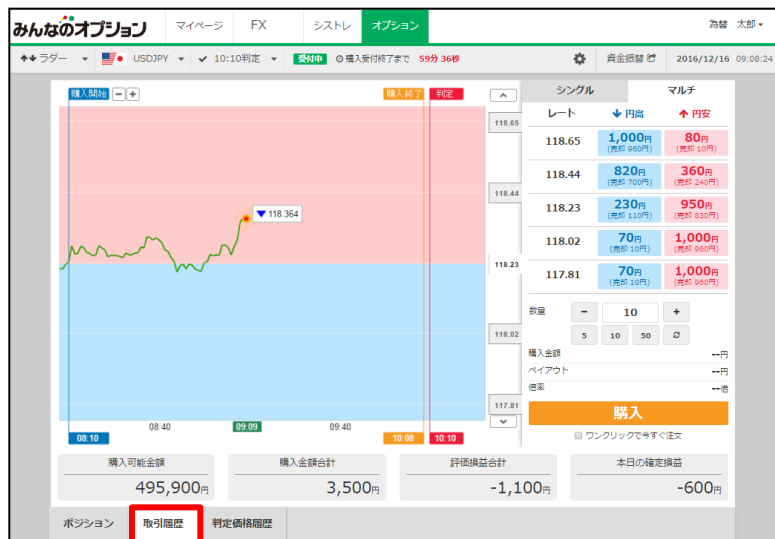 みんなのオプション マイページ FX シストレ オプション 為替 太郎
ラダー USDJPY 10:10判定 受付中 購入受付終了まで 59分 36秒 資金振替 2016/12/16 09:08:24
購入開始 購入終了 判定
シングル マルチ
レート 円高 円安
118.65
118.65 1,000円 80円
(売却 960円) (売却 10円)
118.44 820円 360円
(売却 700円) (売却 240円)
118.44
118.364
118.23 230円 950円
(売却 110円) (売却 830円)
118.02 70円 1,000円
(売却 10円) (売却 960円)
118.23
117.81 70円 1,000円
(売却 10円) (売却 960円)
数量 - 10 +
118.02
5 10 50
購入金額 --円
ペイアウト --円
倍率 --倍
117.81
購入
08:40 09:09 09:40
08:10 10:08 10:10
ワンクリックで今すぐ注文
購入可能金額 購入金額合計 評価損益合計 本日の確定損益
495,900円 3,500円 -1,100円 -600円
ポジション 取引履歴 判定価格履歴